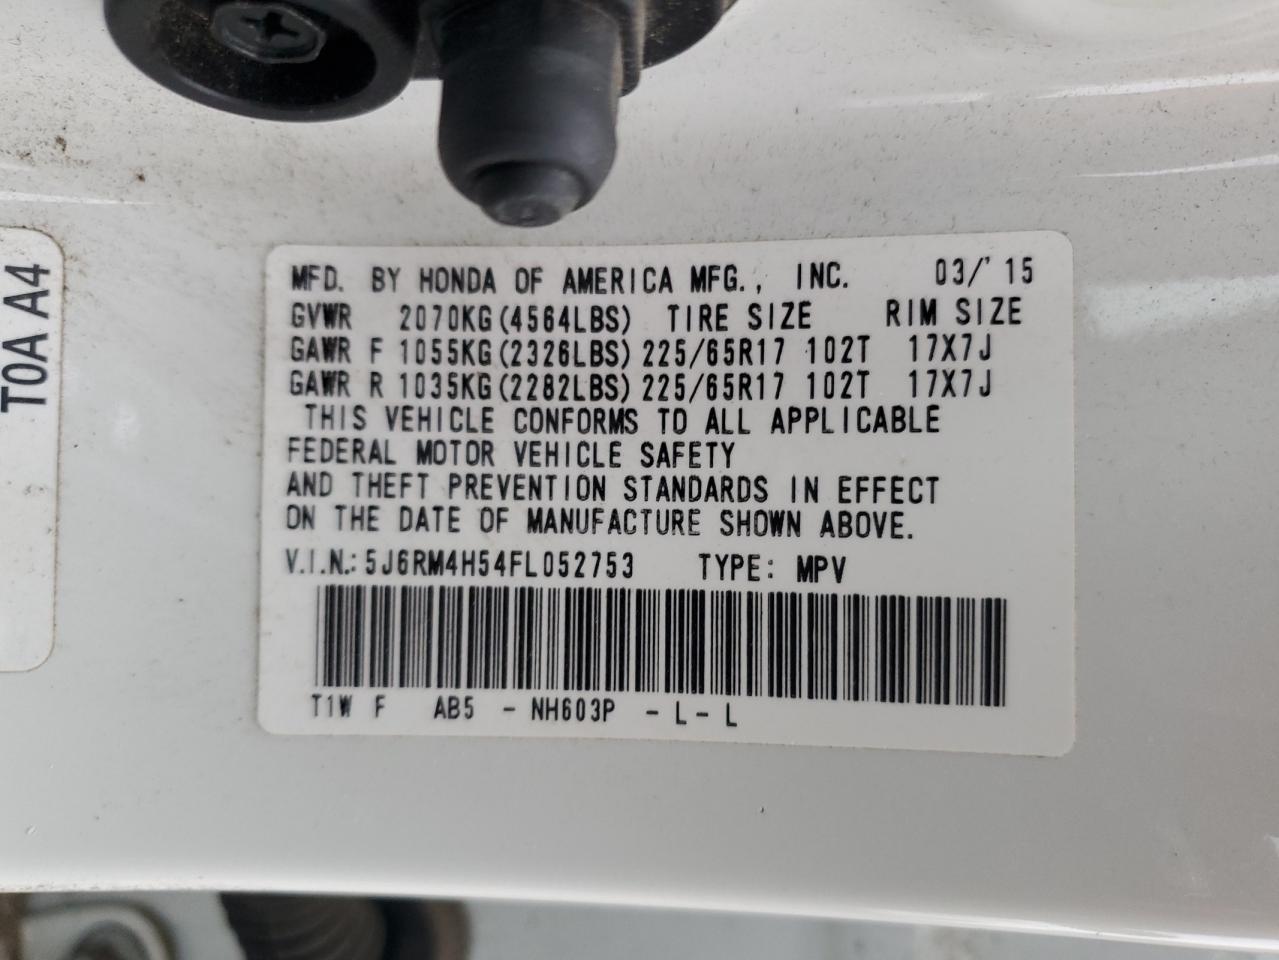 MFD. BY HONDA OF AMERICA MFG., INC. 03/'15
GVWR 2070KG(4564LBS) TIRE SIZE RIM SIZE
GAWR F 1055KG(2326LBS) 225/65R17 102T 17X7J
GAWR R 1035KG(2282LBS) 225/65R17 102T 17X7J
THIS VEHICLE CONFORMS TO ALL APPLICABLE
FEDERAL MOTOR VEHICLE SAFETY
AND THEFT PREVENTION STANDARDS IN EFFECT
ON THE DATE OF MANUFACTURE SHOWN ABOVE.
V.I.N.: 5J6RM4H54FL052753 TYPE: MPV
T1W F AB5 - NH603P - L - L
T0A A4